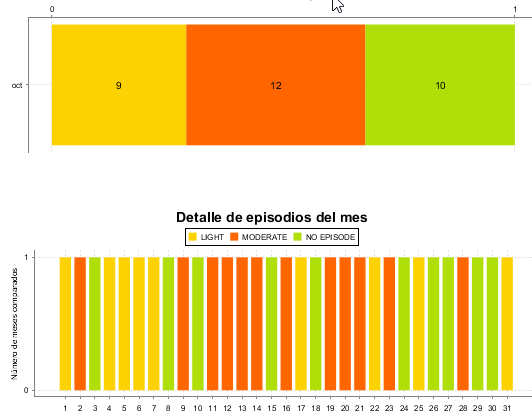 0 1
oct 9 12 10
Detalle de episodios del mes
LIGHT MODERATE NO EPISODE
1
Número de meses comparados
0
1 2 3 4 5 6 7 8 9 10 11 12 13 14 15 16 17 18 19 20 21 22 23 24 25 26 27 28 29 30 31